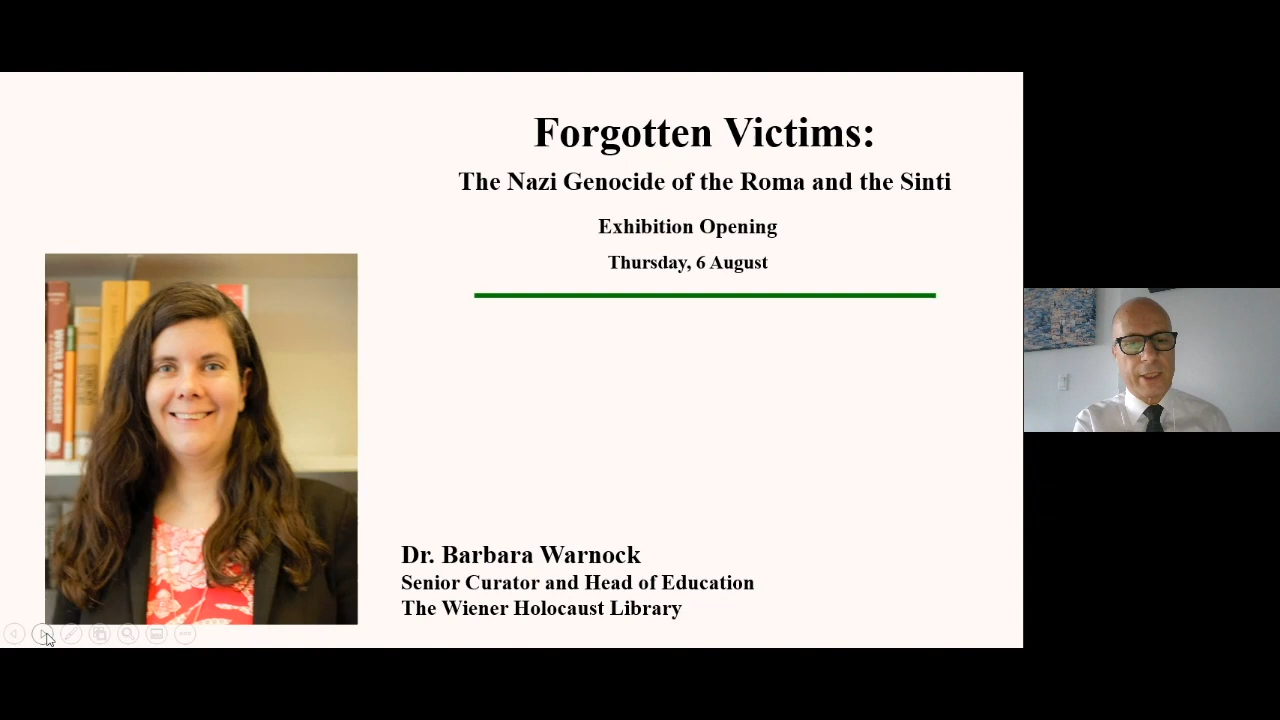 Forgotten Victims:
The Nazi Genocide of the Roma and the Sinti
Exhibition Opening
Thursday, 6 August
Dr. Barbara Warnock
Senior Curator and Head of Education
The Wiener Holocaust Library